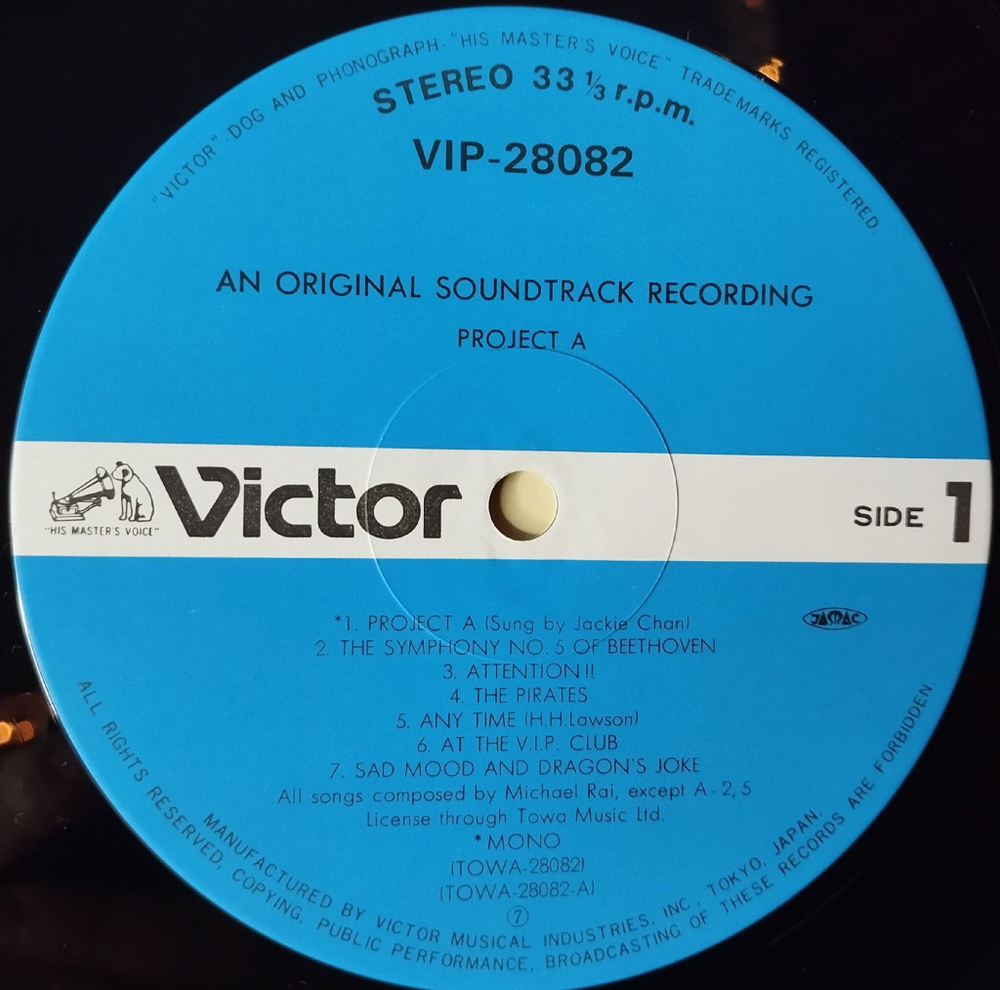 "VICTOR"·DOG AND PHONOGRAPH·"HIS MASTER'S VOICE" TRADEMARKS REGISTERED.
STEREO 33 ⅓ r.p.m.
VIP-28082
AN ORIGINAL SOUNDTRACK RECORDING
PROJECT A
"HIS MASTER'S VOICE"
Victor
SIDE 1
JASRAC
*1. PROJECT A (Sung by Jackie Chan)
2. THE SYMPHONY NO. 5 OF BEETHOVEN
3. ATTENTION!!
4. THE PIRATES
5. ANY TIME (H.H.Lawson)
6. AT THE V.I.P. CLUB
7. SAD MOOD AND DRAGON'S JOKE
All songs composed by Michael Rai, except A-2, 5
License through Towa Music Ltd.
*MONO
(TOWA-28082)
(TOWA-28082-A)
⑦
MANUFACTURED BY VICTOR MUSICAL INDUSTRIES, INC., TOKYO, JAPAN.
ALL RIGHTS RESERVED, COPYING, PUBLIC PERFORMANCE, BROADCASTING OF THESE RECORDS ARE FORBIDDEN.